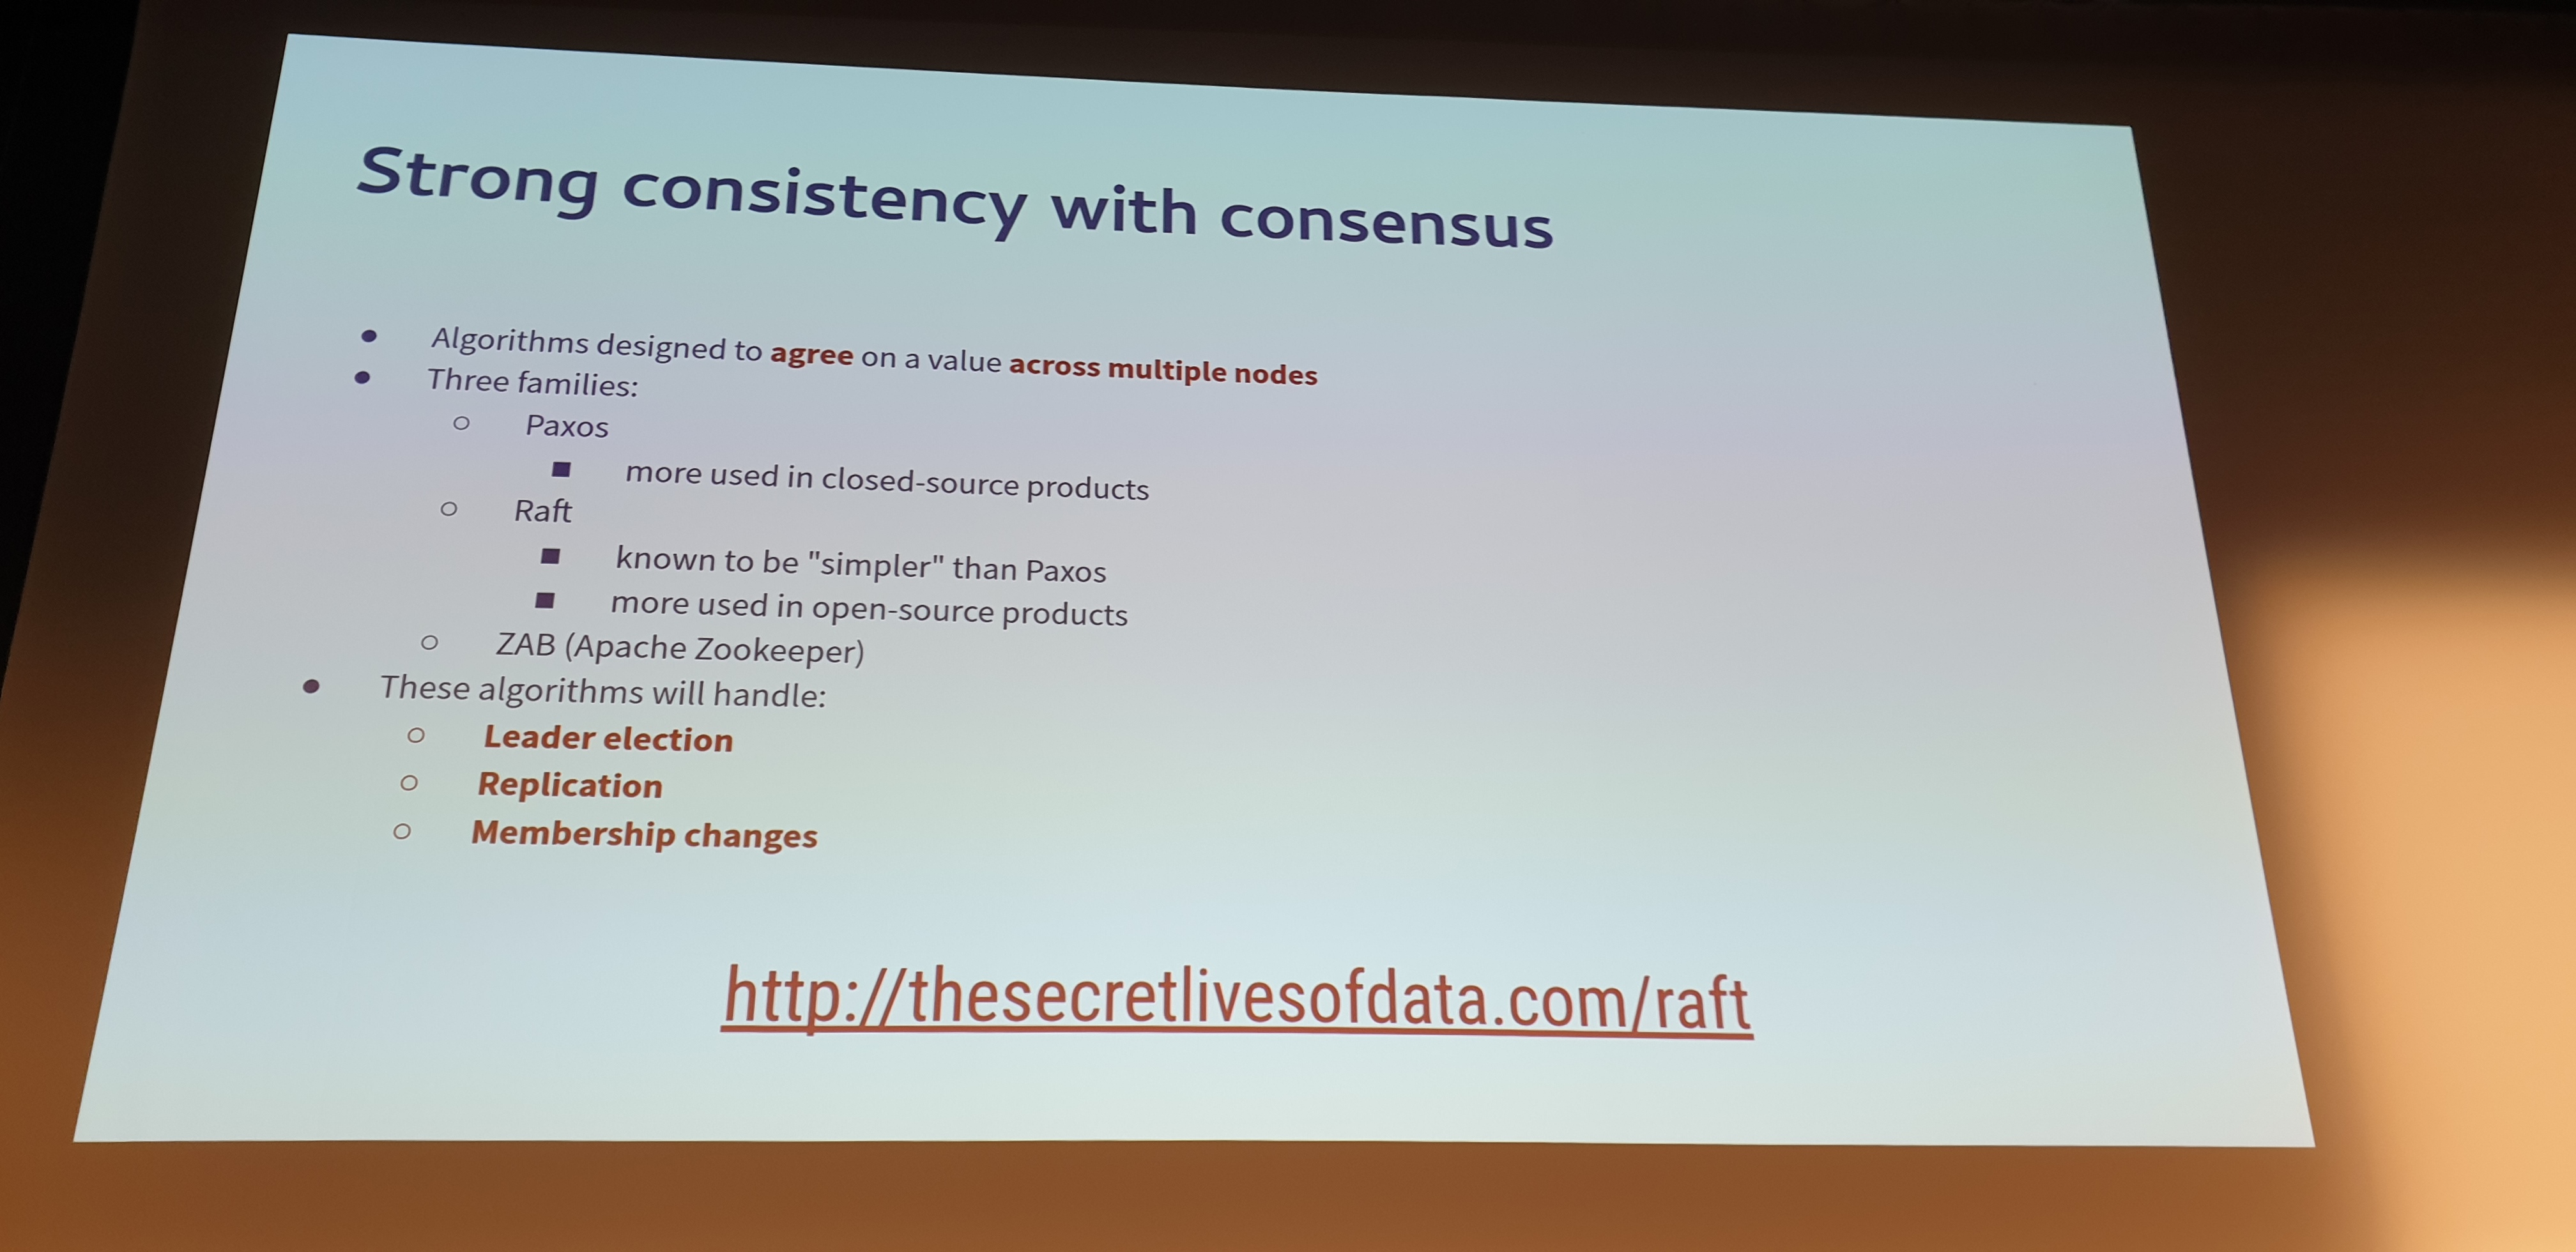 Strong consistency with consensus
● Algorithms designed to agree on a value across multiple nodes
● Three families:
○ Paxos
■ more used in closed-source products
○ Raft
■ known to be "simpler" than Paxos
■ more used in open-source products
○ ZAB (Apache Zookeeper)
● These algorithms will handle:
○ Leader election
○ Replication
○ Membership changes
http://thesecretlivesofdata.com/raft